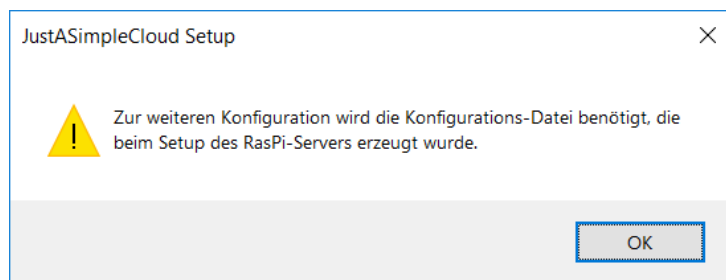 JustASimpleCloud Setup
Zur weiteren Konfiguration wird die Konfigurations-Datei benötigt, die
beim Setup des RasPi-Servers erzeugt wurde.
OK